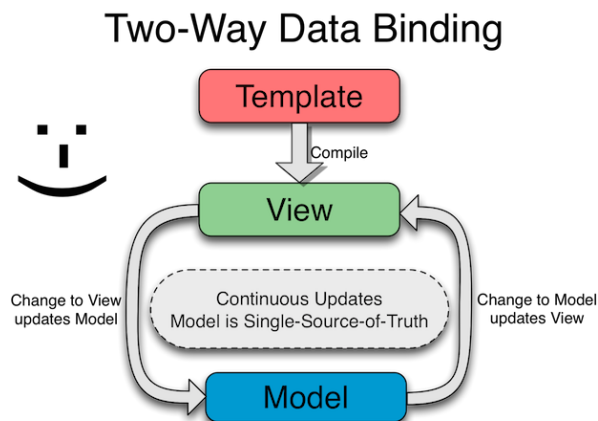 Two-Way Data Binding
Template
Compile
View
Change to View
updates Model
Continuous Updates
Model is Single-Source-of-Truth
Change to Model
updates View
Model